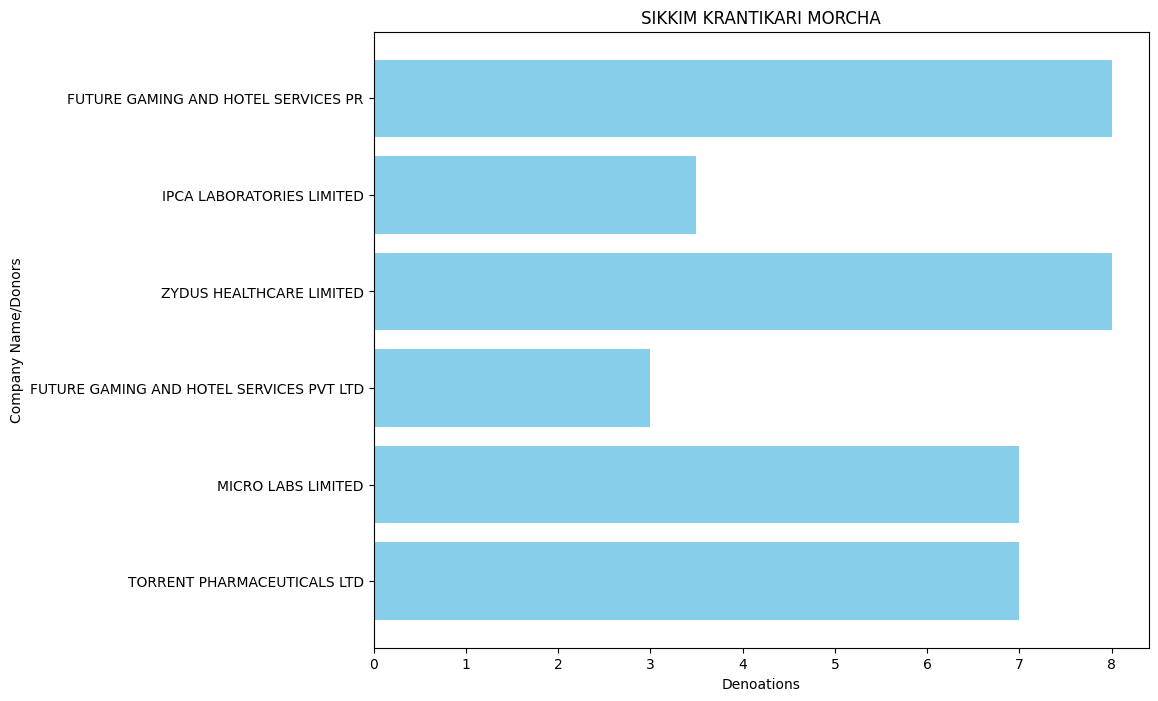 SIKKIM KRANTIKARI MORCHA
Company Name/Donors
FUTURE GAMING AND HOTEL SERVICES PR
IPCA LABORATORIES LIMITED
ZYDUS HEALTHCARE LIMITED
FUTURE GAMING AND HOTEL SERVICES PVT LTD
MICRO LABS LIMITED
TORRENT PHARMACEUTICALS LTD
0 1 2 3 4 5 6 7 8
Denoations